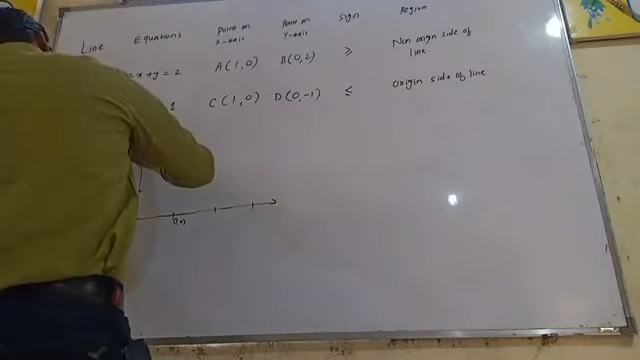 Line Equations Point on X-axis Point on Y-axis Sign Region
x + y = 2 A(1,0) B(0,2) ≥ Non origin side of line.
1 C(1,0) D(0,-1) ≤ Origin side of line